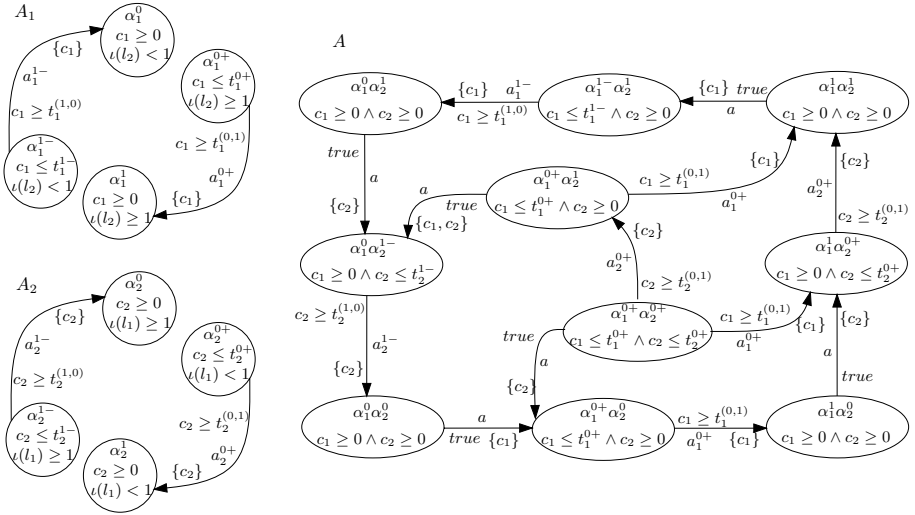 A_1
α_1^0
c_1 ≥ 0
ι(l_2) < 1
{c_1}
a_1^{1-}
c_1 ≥ t_1^{(1,0)}
α_1^{0+}
c_1 ≤ t_1^{0+}
ι(l_2) ≥ 1
α_1^{1-}
c_1 ≤ t_1^{1-}
ι(l_2) < 1
c_1 ≥ t_1^{(0,1)}
a_1^{0+}
{c_1}
α_1^1
c_1 ≥ 0
ι(l_2) ≥ 1
A_2
α_2^0
c_2 ≥ 0
ι(l_1) ≥ 1
{c_2}
a_2^{1-}
c_2 ≥ t_2^{(1,0)}
α_2^{0+}
c_2 ≤ t_2^{0+}
ι(l_1) < 1
α_2^{1-}
c_2 ≤ t_2^{1-}
ι(l_1) ≥ 1
c_2 ≥ t_2^{(0,1)}
a_2^{0+}
{c_2}
α_2^1
c_2 ≥ 0
ι(l_1) < 1
A
α_1^0 α_2^1
c_1 ≥ 0 ∧ c_2 ≥ 0
{c_1} a_1^{1-}
c_1 ≥ t_1^{(1,0)}
α_1^{1-} α_2^1
c_1 ≤ t_1^{1-} ∧ c_2 ≥ 0
{c_1} true
a
α_1^1 α_2^1
c_1 ≥ 0 ∧ c_2 ≥ 0
true
a
{c_2}
a
true
{c_1, c_2}
α_1^{0+} α_2^1
c_1 ≤ t_1^{0+} ∧ c_2 ≥ 0
c_1 ≥ t_1^{(0,1)}
a_1^{0+}
{c_1}
{c_2}
a_2^{0+}
c_2 ≥ t_2^{(0,1)}
α_1^0 α_2^{1-}
c_1 ≥ 0 ∧ c_2 ≤ t_2^{1-}
{c_2}
a_2^{0+}
c_2 ≥ t_2^{(0,1)}
α_1^1 α_2^{0+}
c_1 ≥ 0 ∧ c_2 ≤ t_2^{0+}
c_2 ≥ t_2^{(1,0)}
a_2^{1-}
{c_2}
α_1^{0+} α_2^{0+}
c_1 ≤ t_1^{0+} ∧ c_2 ≤ t_2^{0+}
true
a
{c_2}
c_1 ≥ t_1^{(0,1)}
a_1^{0+}
{c_1}
{c_2}
a
true
α_1^0 α_2^0
c_1 ≥ 0 ∧ c_2 ≥ 0
a
true {c_1}
α_1^{0+} α_2^0
c_1 ≤ t_1^{0+} ∧ c_2 ≥ 0
c_1 ≥ t_1^{(0,1)}
a_1^{0+} {c_1}
α_1^1 α_2^0
c_1 ≥ 0 ∧ c_2 ≥ 0